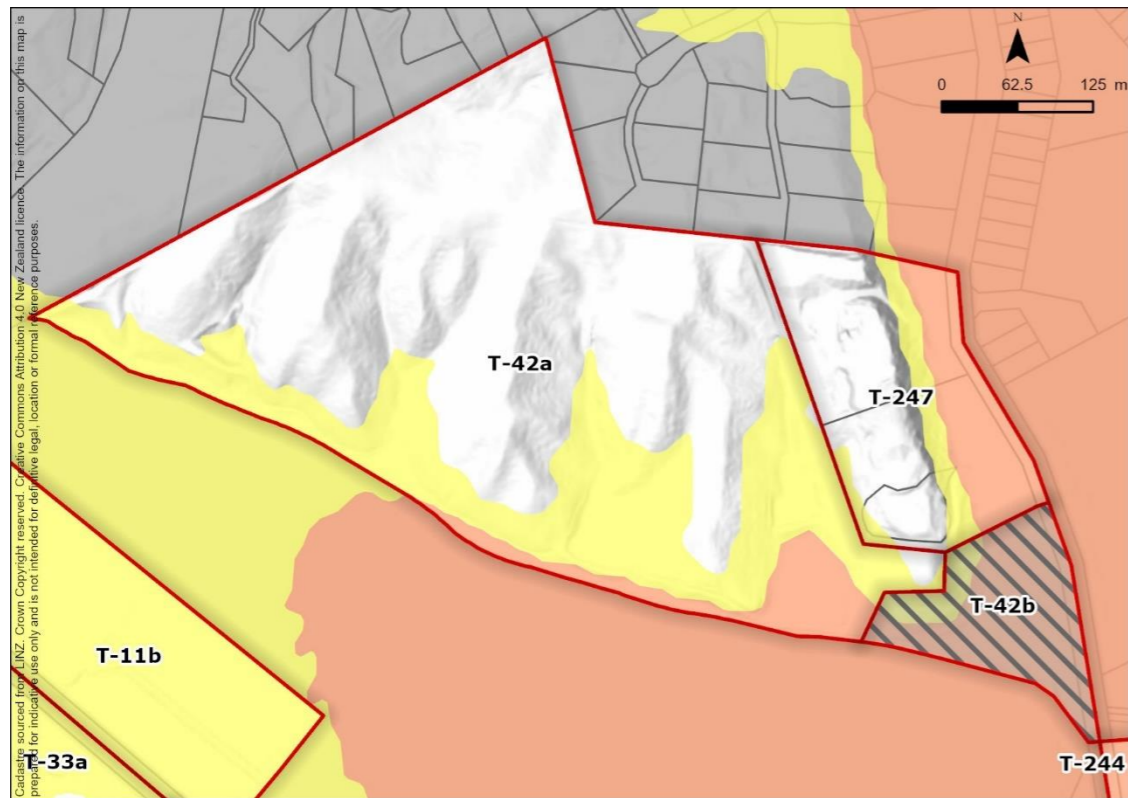 Cadastre sourced from LINZ. Crown Copyright reserved. Creative Commons Attribution 4.0 New Zealand licence. The information on this map is
prepared for indicative use only and is not intended for definitive legal, location or formal reference purposes.
N
0 62.5 125 m
T-42a
T-247
T-42b
T-11b
T-33a
T-244